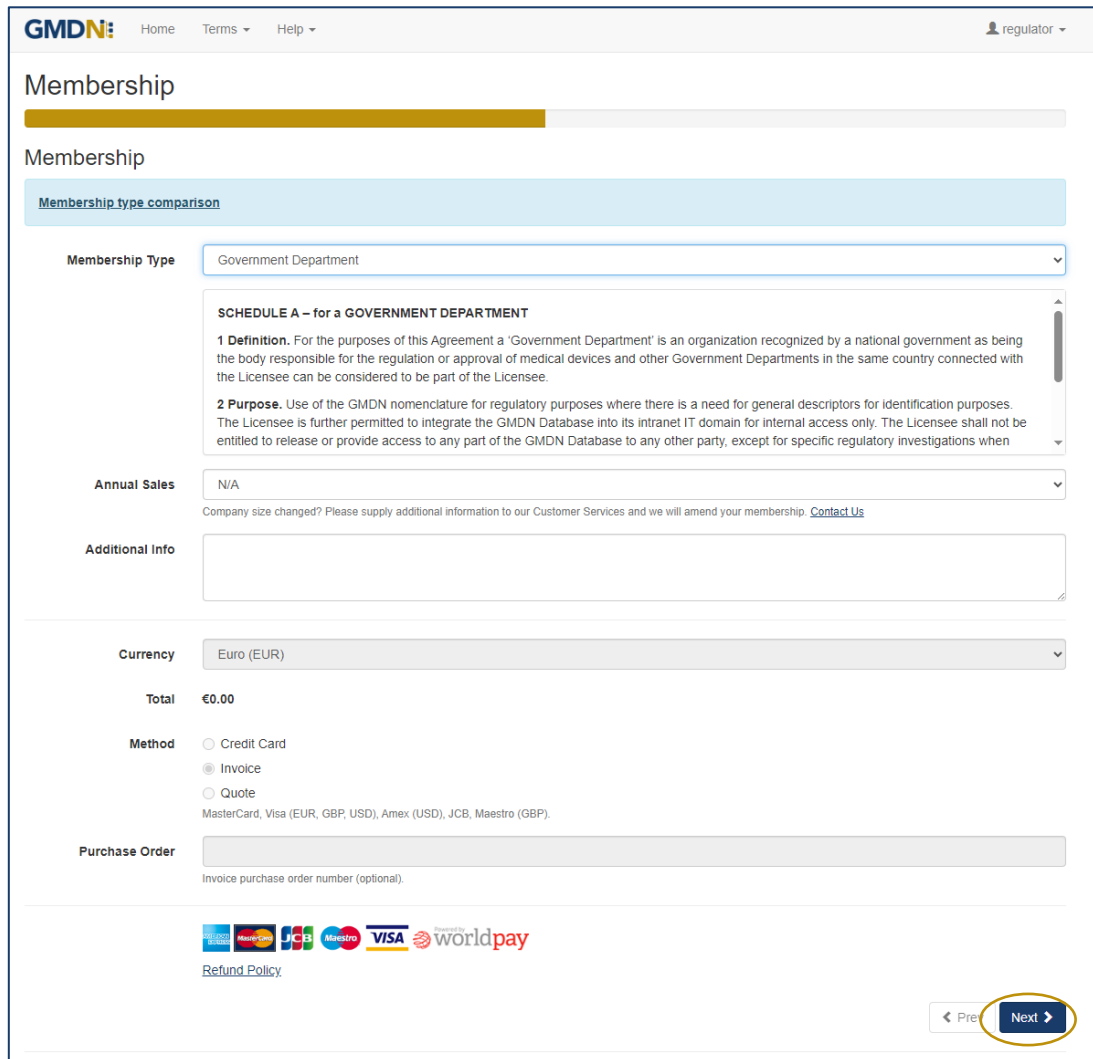 GMDN Home Terms Help regulator
Membership
Membership
Membership type comparison
Membership Type Government Department
SCHEDULE A – for a GOVERNMENT DEPARTMENT
1 Definition. For the purposes of this Agreement a 'Government Department' is an organization recognized by a national government as being
the body responsible for the regulation or approval of medical devices and other Government Departments in the same country connected with
the Licensee can be considered to be part of the Licensee.
2 Purpose. Use of the GMDN nomenclature for regulatory purposes where there is a need for general descriptors for identification purposes.
The Licensee is further permitted to integrate the GMDN Database into its intranet IT domain for internal access only. The Licensee shall not be
entitled to release or provide access to any part of the GMDN Database to any other party, except for specific regulatory investigations when
Annual Sales N/A
Company size changed? Please supply additional information to our Customer Services and we will amend your membership. Contact Us
Additional Info
Currency Euro (EUR)
Total €0.00
Method Credit Card
Invoice
Quote
MasterCard, Visa (EUR, GBP, USD), Amex (USD), JCB, Maestro (GBP).
Purchase Order
Invoice purchase order number (optional).
AMERICAN EXPRESS MasterCard JCB Maestro VISA Powered by worldpay
Refund Policy
Prev Next